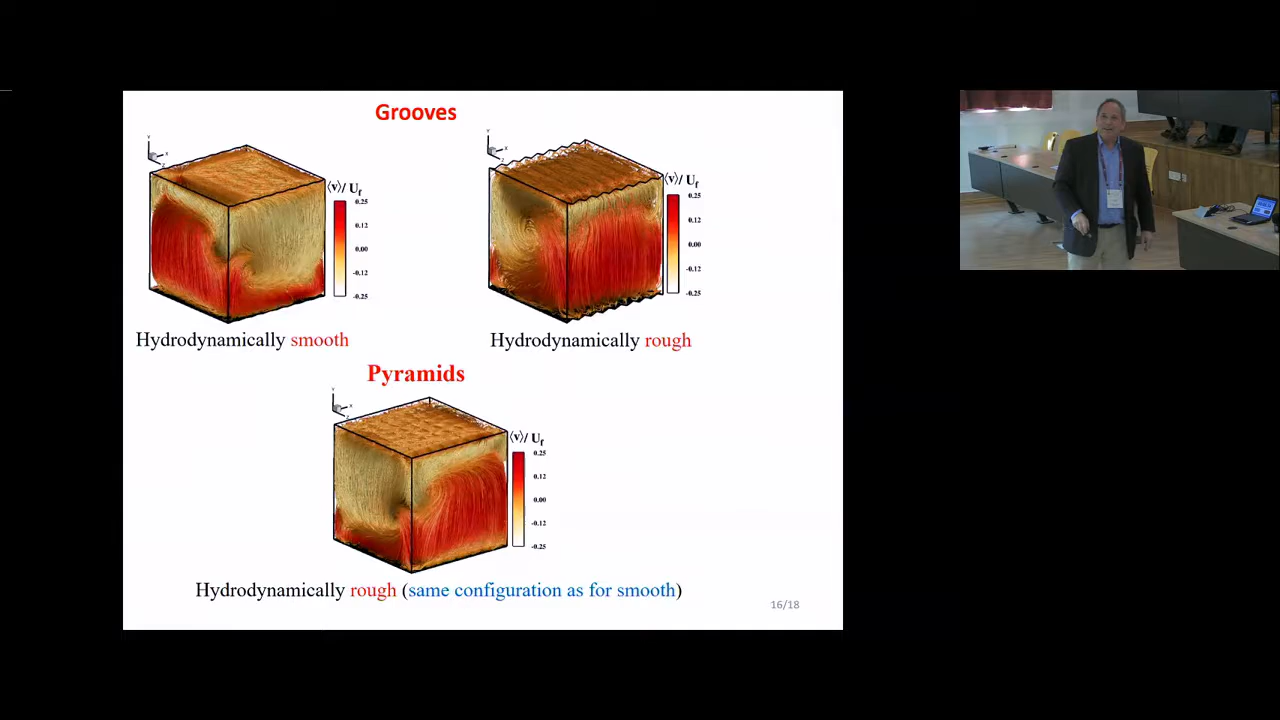 Grooves
Y
X
Z
⟨v⟩/ U_f
0.25
0.12
0.00
-0.12
-0.25
Hydrodynamically smooth
Y
X
Z
⟨v⟩/ U_f
0.25
0.12
0.00
-0.12
-0.25
Hydrodynamically rough
Pyramids
Y
X
Z
⟨v⟩/ U_f
0.25
0.12
0.00
-0.12
-0.25
Hydrodynamically rough (same configuration as for smooth)
16/18